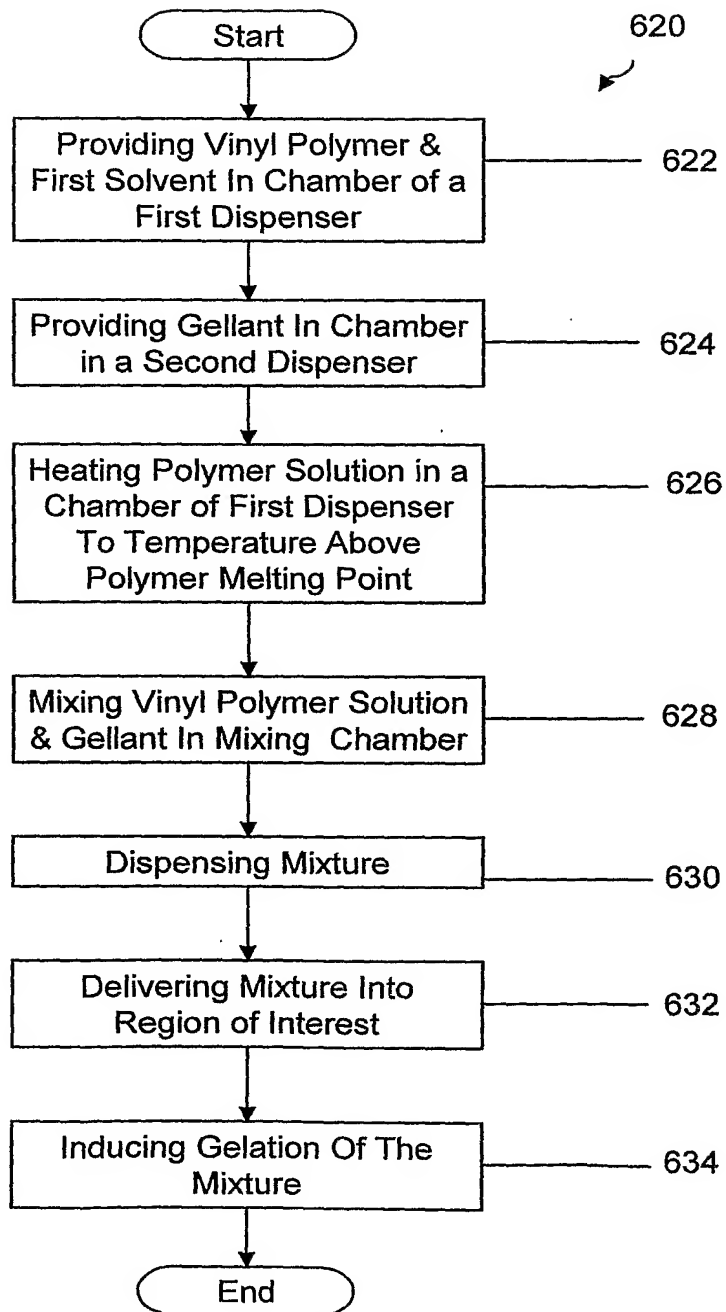 Start
620
Providing Vinyl Polymer &
First Solvent In Chamber of a
First Dispenser
622
Providing Gellant In Chamber
in a Second Dispenser
624
Heating Polymer Solution in a
Chamber of First Dispenser
To Temperature Above
Polymer Melting Point
626
Mixing Vinyl Polymer Solution
& Gellant In Mixing Chamber
628
Dispensing Mixture
630
Delivering Mixture Into
Region of Interest
632
Inducing Gelation Of The
Mixture
634
End